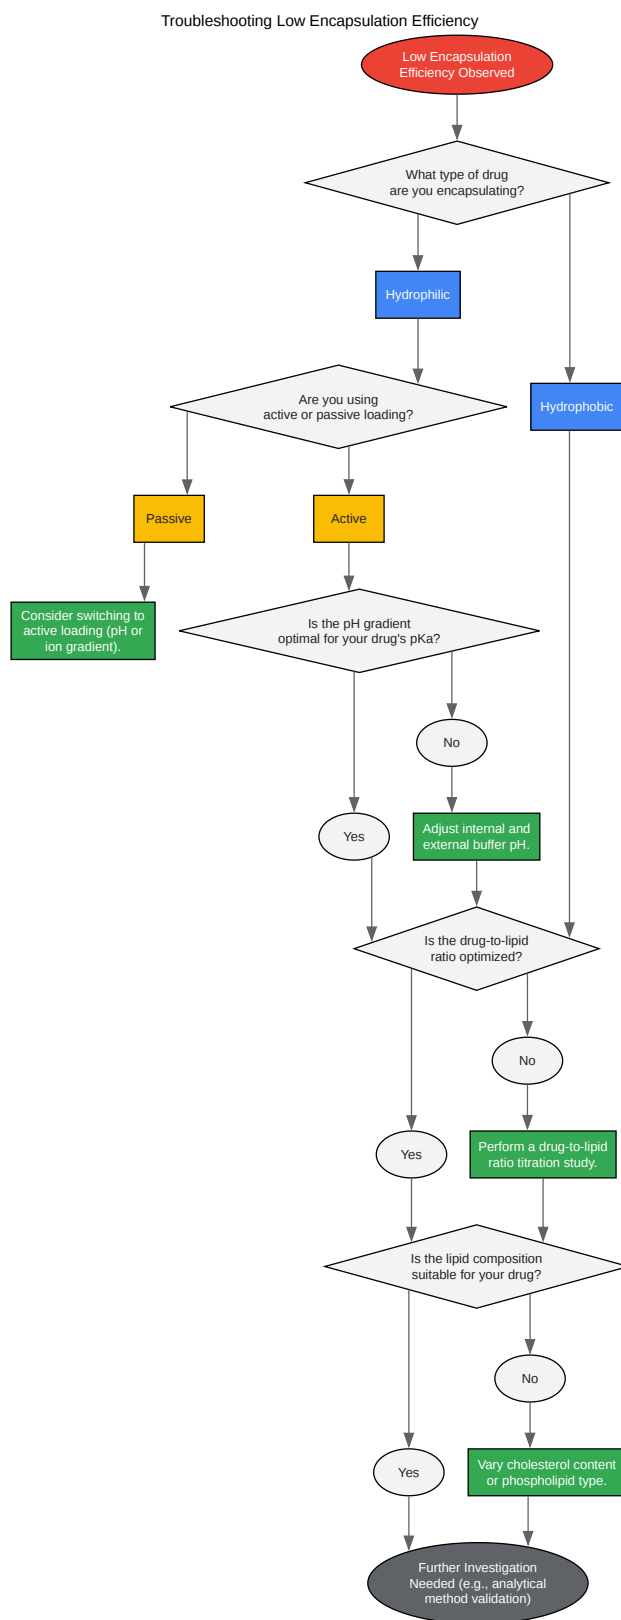 Troubleshooting Low Encapsulation Efficiency
Low Encapsulation
Efficiency Observed
What type of drug
are you encapsulating?
Hydrophilic
Are you using
active or passive loading?
Hydrophobic
Passive
Active
Consider switching to
active loading (pH or
ion gradient).
Is the pH gradient
optimal for your drug's pKa?
No
Yes
Adjust internal and
external buffer pH.
Is the drug-to-lipid
ratio optimized?
No
Yes
Perform a drug-to-lipid
ratio titration study.
Is the lipid composition
suitable for your drug?
No
Yes
Vary cholesterol content
or phospholipid type.
Further Investigation
Needed (e.g., analytical
method validation)